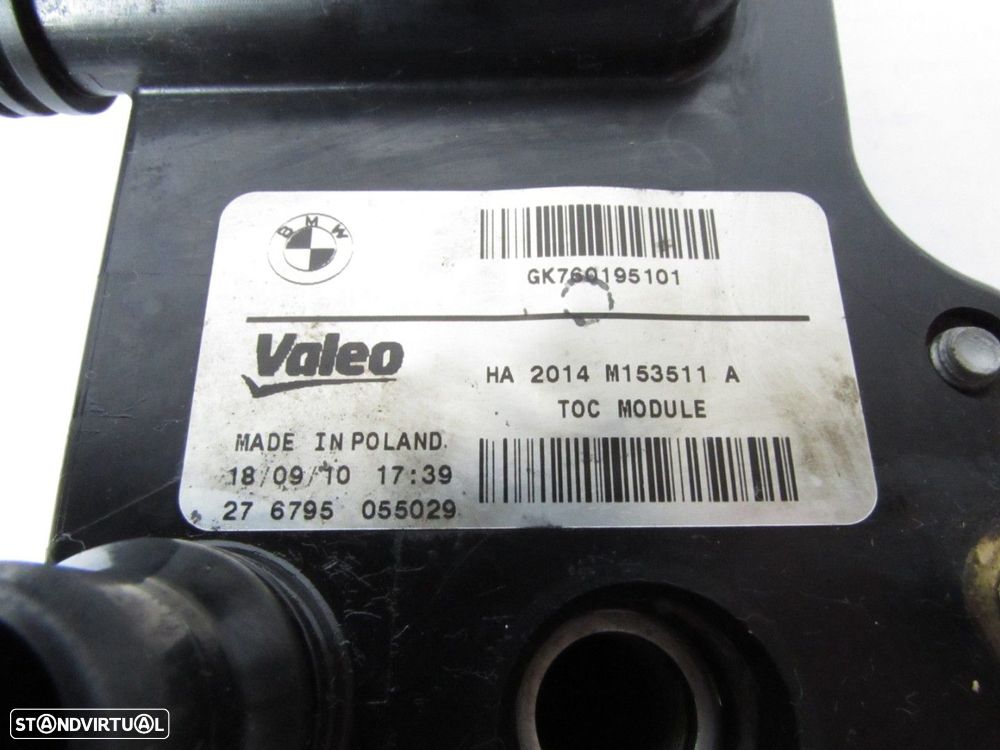 BMW
GK760195101
Valeo
HA 2014 M153511 A
TOC MODULE
MADE IN POLAND
18/09/10 17:39
27 6795 055029
STANDVIRTUAL